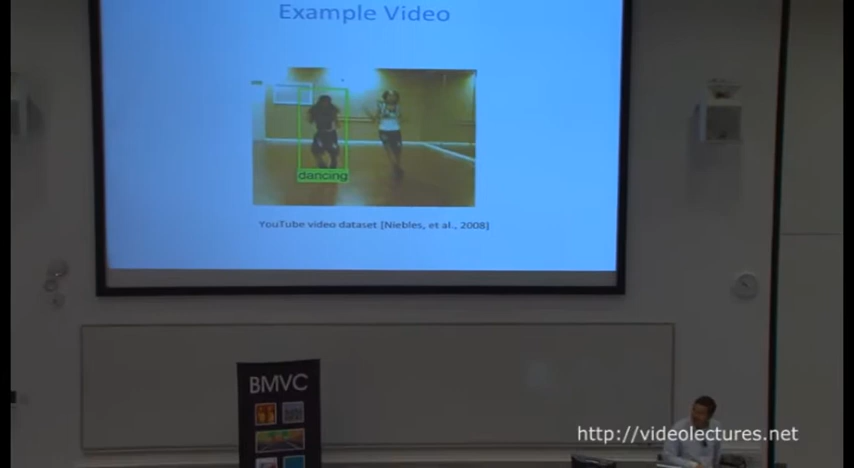 Example Video
dancing
YouTube video dataset [Niebles, et al., 2008]
BMVC
http://videolectures.net